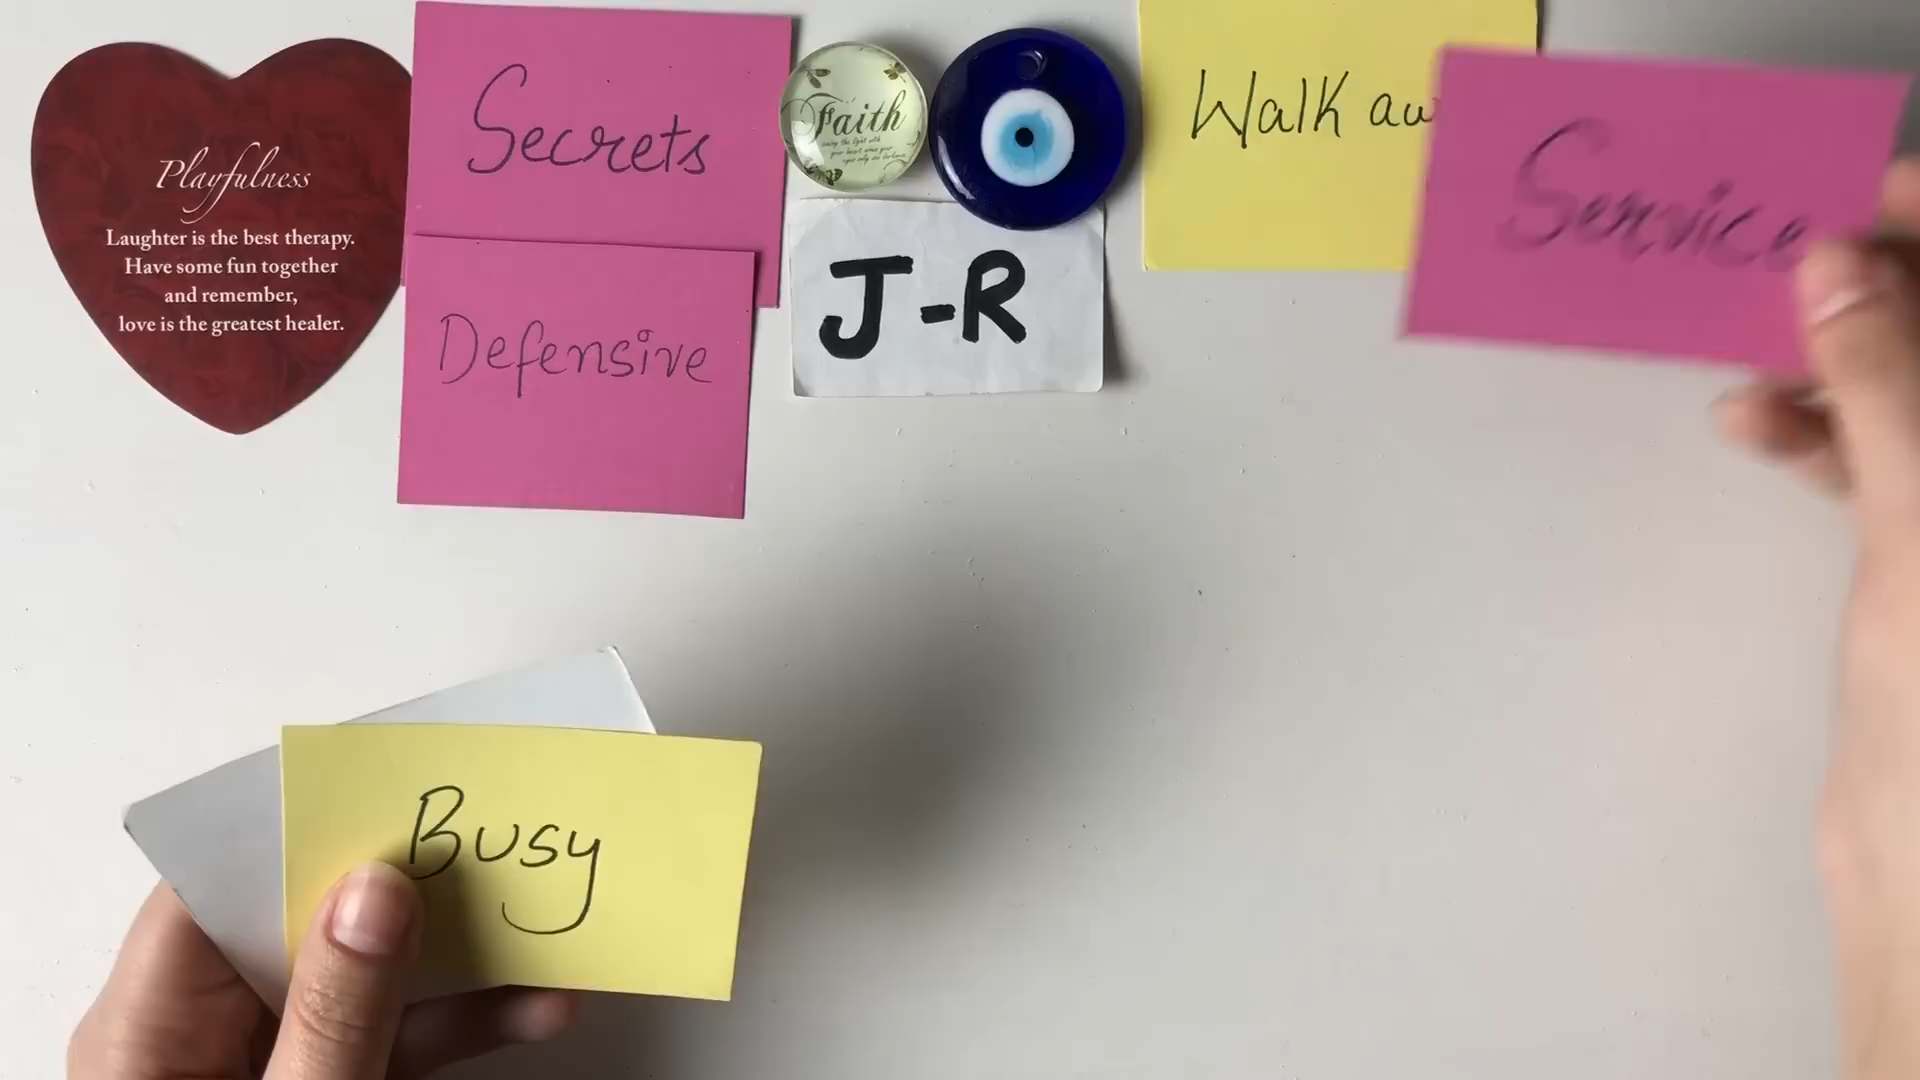 Playfulness
Laughter is the best therapy.
Have some fun together
and remember,
love is the greatest healer.
Secrets
Defensive
Faith
J-R
Walk
Service
Busy